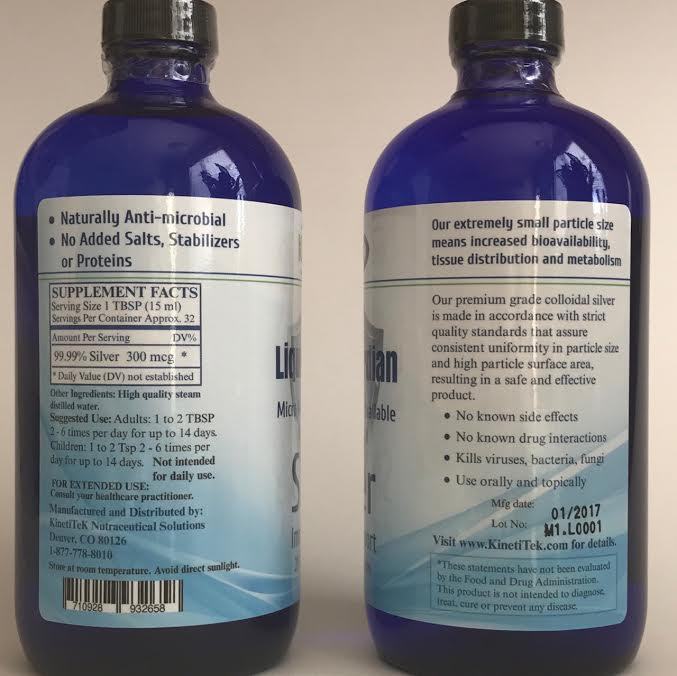 • Naturally Anti-microbial
• No Added Salts, Stabilizers
or Proteins
SUPPLEMENT FACTS
Serving Size 1 TBSP (15 ml)
Servings Per Container Approx. 32
Amount Per Serving DV%
99.99% Silver 300 mcg *
* Daily Value (DV) not established
Other Ingredients: High quality steam
distilled water.
Suggested Use: Adults: 1 to 2 TBSP
2 - 6 times per day for up to 14 days.
Children: 1 to 2 Tsp 2 - 6 times per
day for up to 14 days. Not intended
for daily use.
FOR EXTENDED USE:
Consult your healthcare practitioner.
Manufactured and Distributed by:
KinetiTeK Nutraceutical Solutions
Denver, CO 80126
1-877-778-8010
Store at room temperature. Avoid direct sunlight.
710928 932658
Our extremely small particle size
means increased bioavailability,
tissue distribution and metabolism
Our premium grade colloidal silver
is made in accordance with strict
quality standards that assure
consistent uniformity in particle size
and high particle surface area,
resulting in a safe and effective
product.
• No known side effects
• No known drug interactions
• Kills viruses, bacteria, fungi
• Use orally and topically
Mfg date: 01/2017
Lot No: M1.L0001
Visit www.KinetiTek.com for details.
*These statements have not been evaluated
by the Food and Drug Administration.
This product is not intended to diagnose,
treat, cure or prevent any disease.